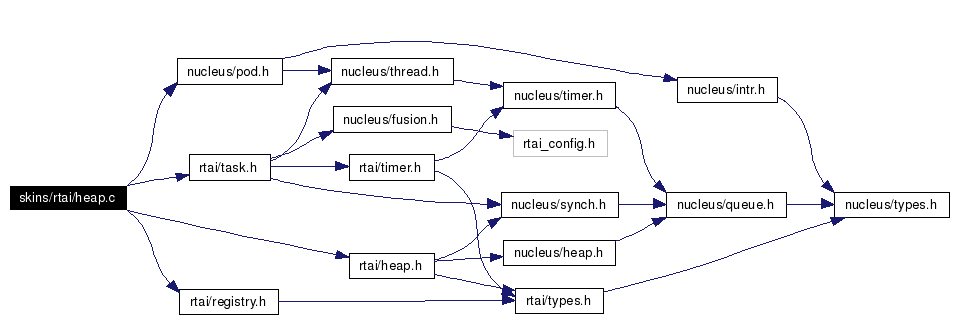 nucleus/pod.h
nucleus/thread.h
nucleus/intr.h
nucleus/timer.h
nucleus/fusion.h
rtai_config.h
rtai/task.h
rtai/timer.h
skins/rtai/heap.c
nucleus/synch.h
nucleus/queue.h
nucleus/types.h
nucleus/heap.h
rtai/heap.h
rtai/registry.h
rtai/types.h